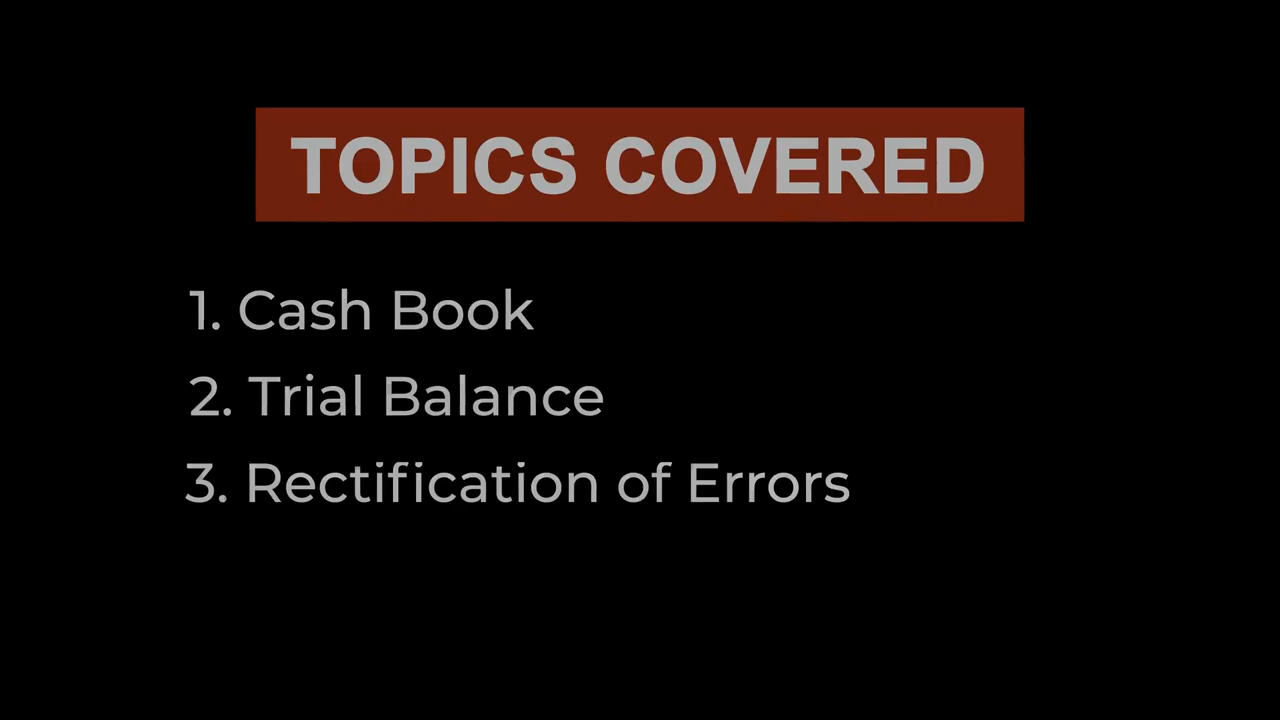 TOPICS COVERED
1. Cash Book
2. Trial Balance
3. Rectification of Errors